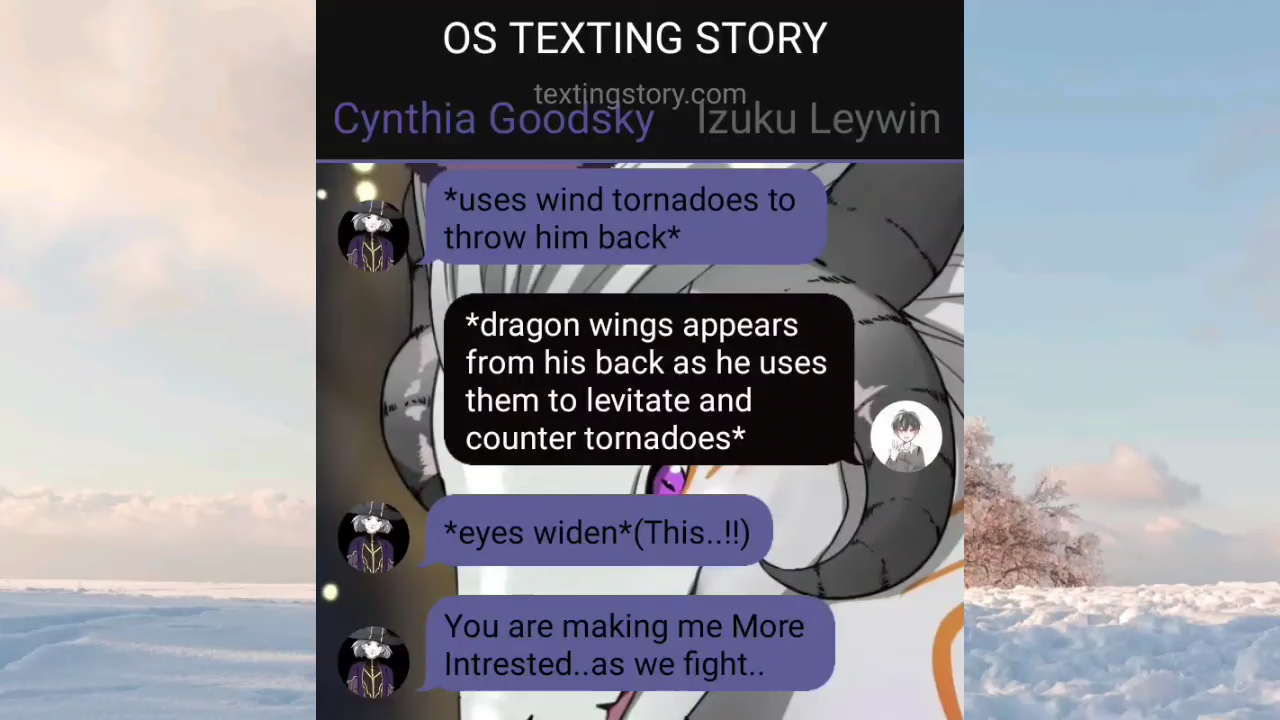 OS TEXTING STORY
textingstory.com
Cynthia Goodsky Izuku Leywin
*uses wind tornadoes to
throw him back*
*dragon wings appears
from his back as he uses
them to levitate and
counter tornadoes*
*eyes widen*(This..!!)
You are making me More
Intrested..as we fight..